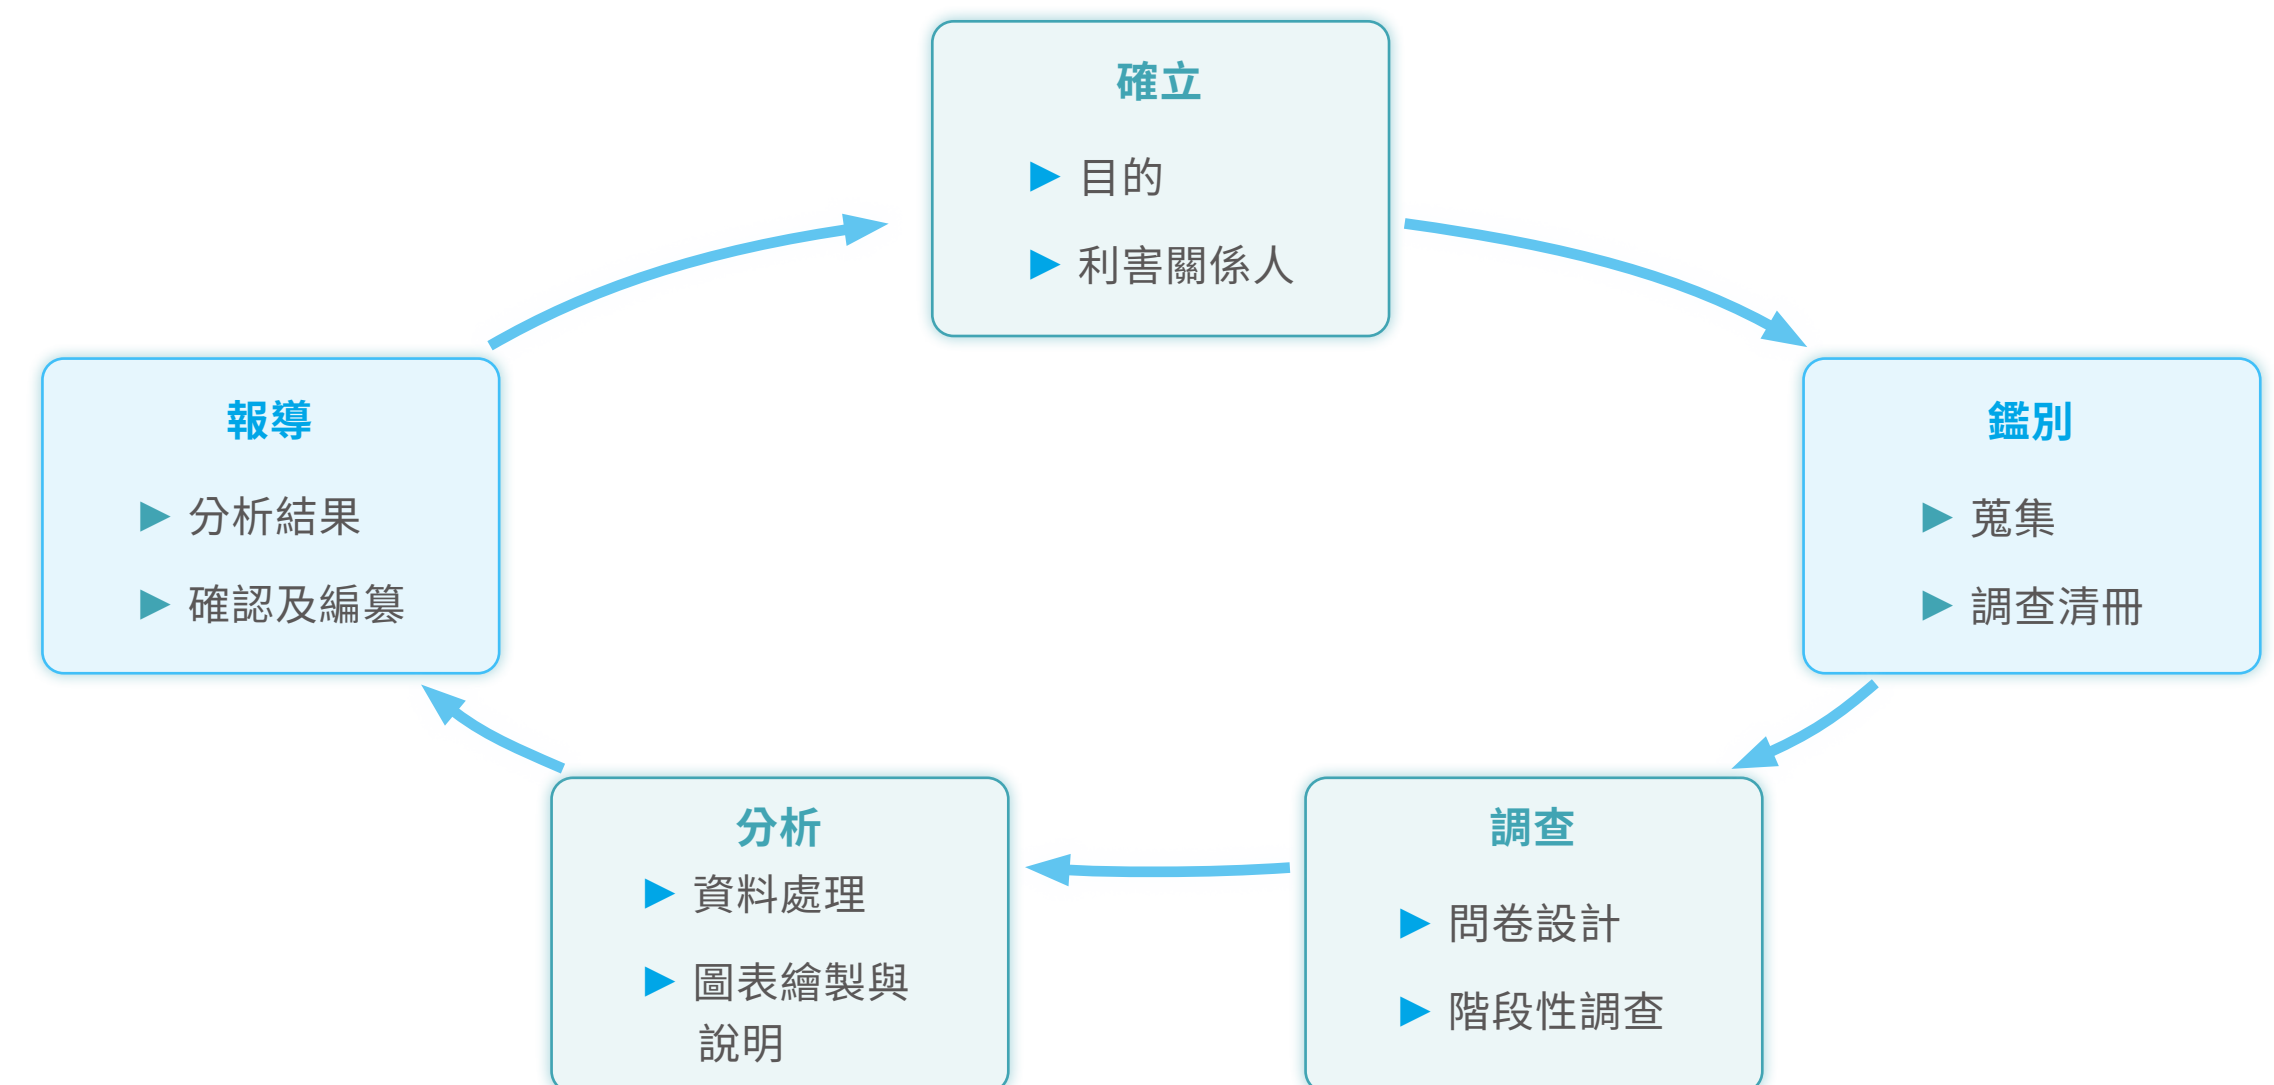 確立
目的
利害關係人
鑑別
蒐集
調查清冊
調查
問卷設計
階段性調查
分析
資料處理
圖表繪製與
說明
報導
分析結果
確認及編篡